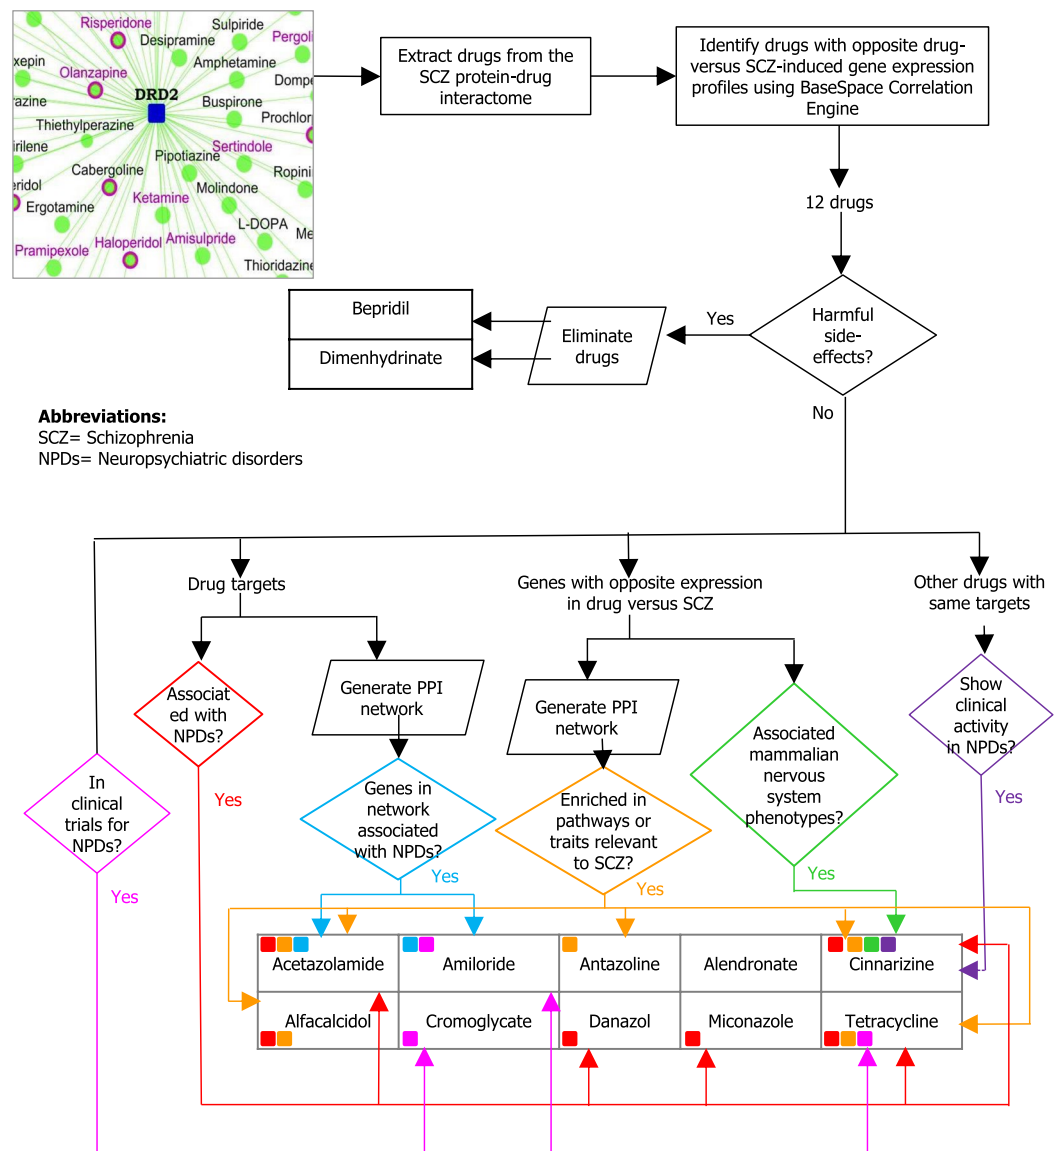 Risperidone
Sulpiride
Pergoli
Desipramine
xepin
Olanzapine
Amphetamine
Dompe
DRD2
razine
Buspirone
Prochlor
Thiethylperazine
irilene
Pipotiazine
Sertindole
Cabergoline
Ropini
eridol
Ketamine
Molindone
Ergotamine
L-DOPA
Me
Pramipexole
Haloperidol
Amisulpride
Thioridazine
Extract drugs from the
SCZ protein-drug
interactome
Identify drugs with opposite drug-
versus SCZ-induced gene expression
profiles using BaseSpace Correlation
Engine
12 drugs
Harmful
side-
effects?
Yes
Eliminate
drugs
Bepridil
Dimenhydrinate
No
Abbreviations:
SCZ= Schizophrenia
NPDs= Neuropsychiatric disorders
Drug targets
Genes with opposite expression
in drug versus SCZ
Other drugs with
same targets
Associat
ed with
NPDs?
Generate PPI
network
Generate PPI
network
Show
clinical
activity
in NPDs?
In
clinical
trials for
NPDs?
Yes
Genes in
network
associated
with NPDs?
Enriched in
pathways or
traits relevant
to SCZ?
Associated
mammalian
nervous
system
phenotypes?
Yes
Yes
Yes
Yes
Yes
Acetazolamide
Amiloride
Antazoline
Alendronate
Cinnarizine
Alfacalcidol
Cromoglycate
Danazol
Miconazole
Tetracycline